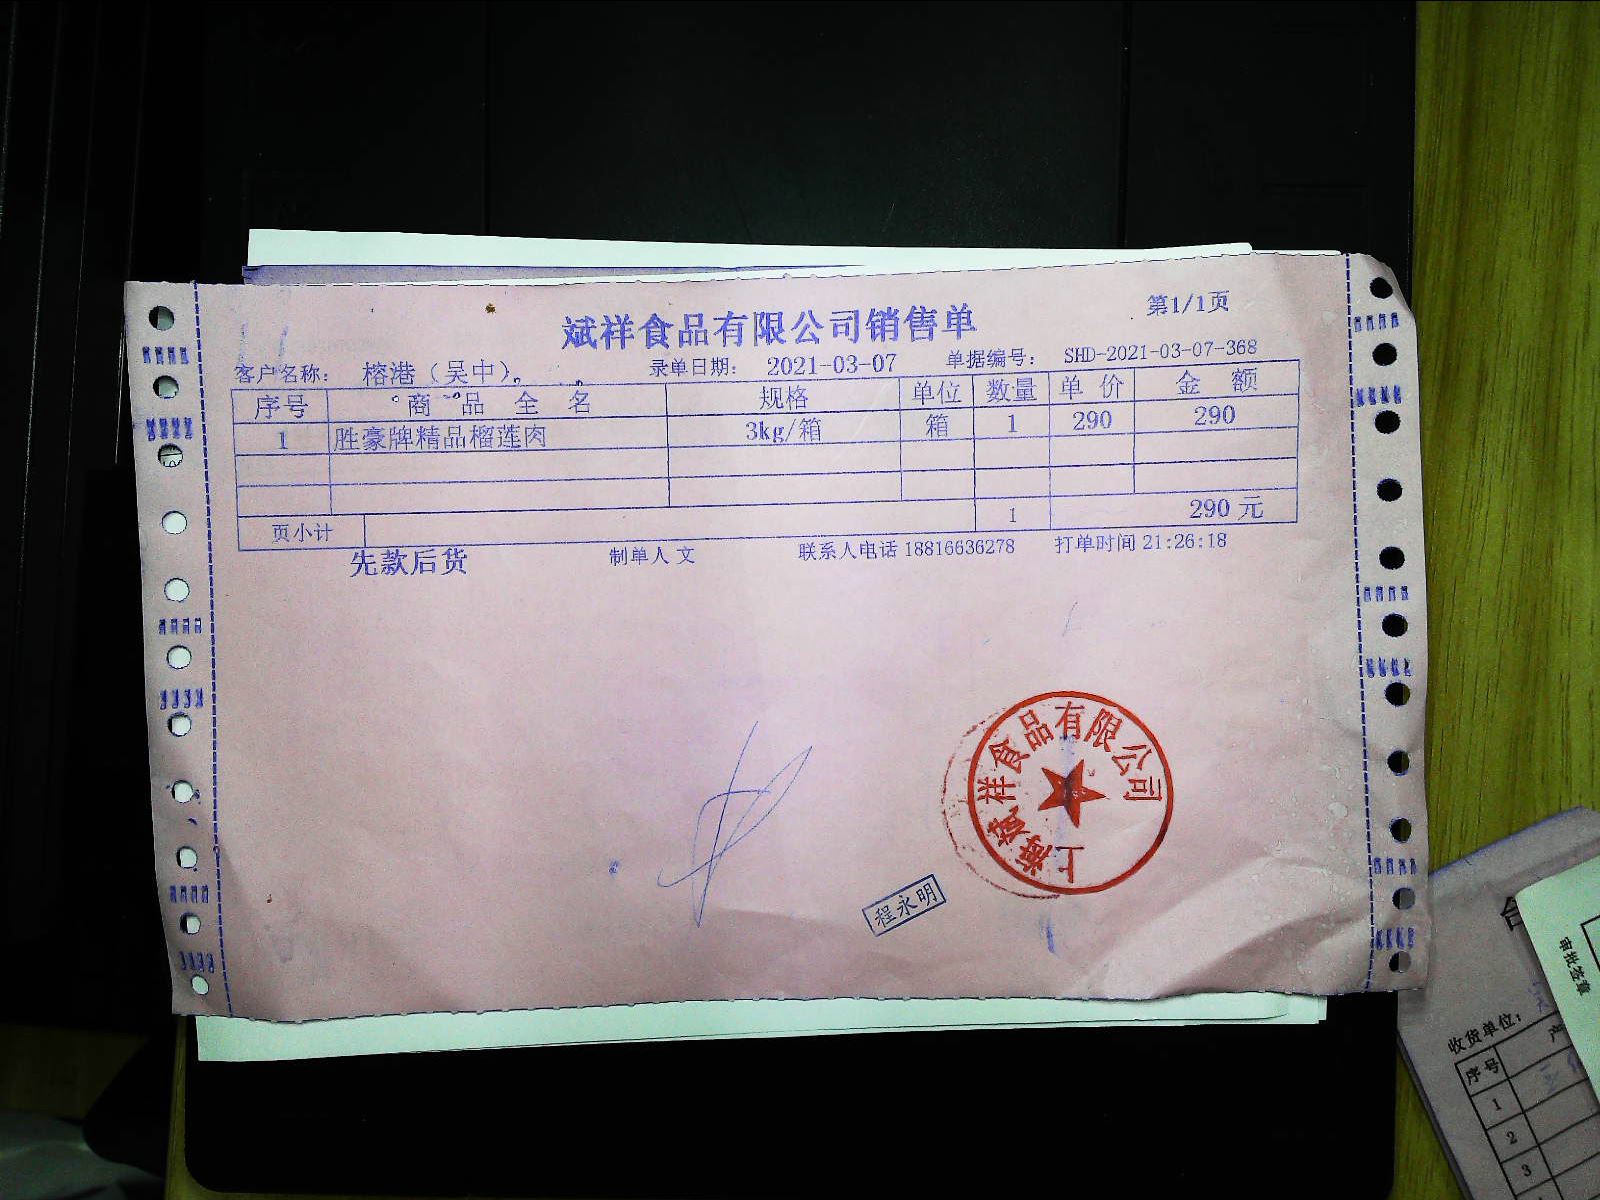 斌祥食品有限公司销售单
第1/1页
客户名称: 榕港（吴中） 录单日期: 2021-03-07 单据编号: SHD-2021-03-07-368
序号 商品全名 规格 单位 数量 单价 金额
1 胜豪牌精品榴莲肉 3kg/箱 箱 1 290 290
页小计 1 290 元
先款后货 制单人 文 联系人电话 18816636278 打单时间 21:26:18
上海斌祥食品有限公司
程永明
审批签章
收货单位:
序号 产
1
2
3